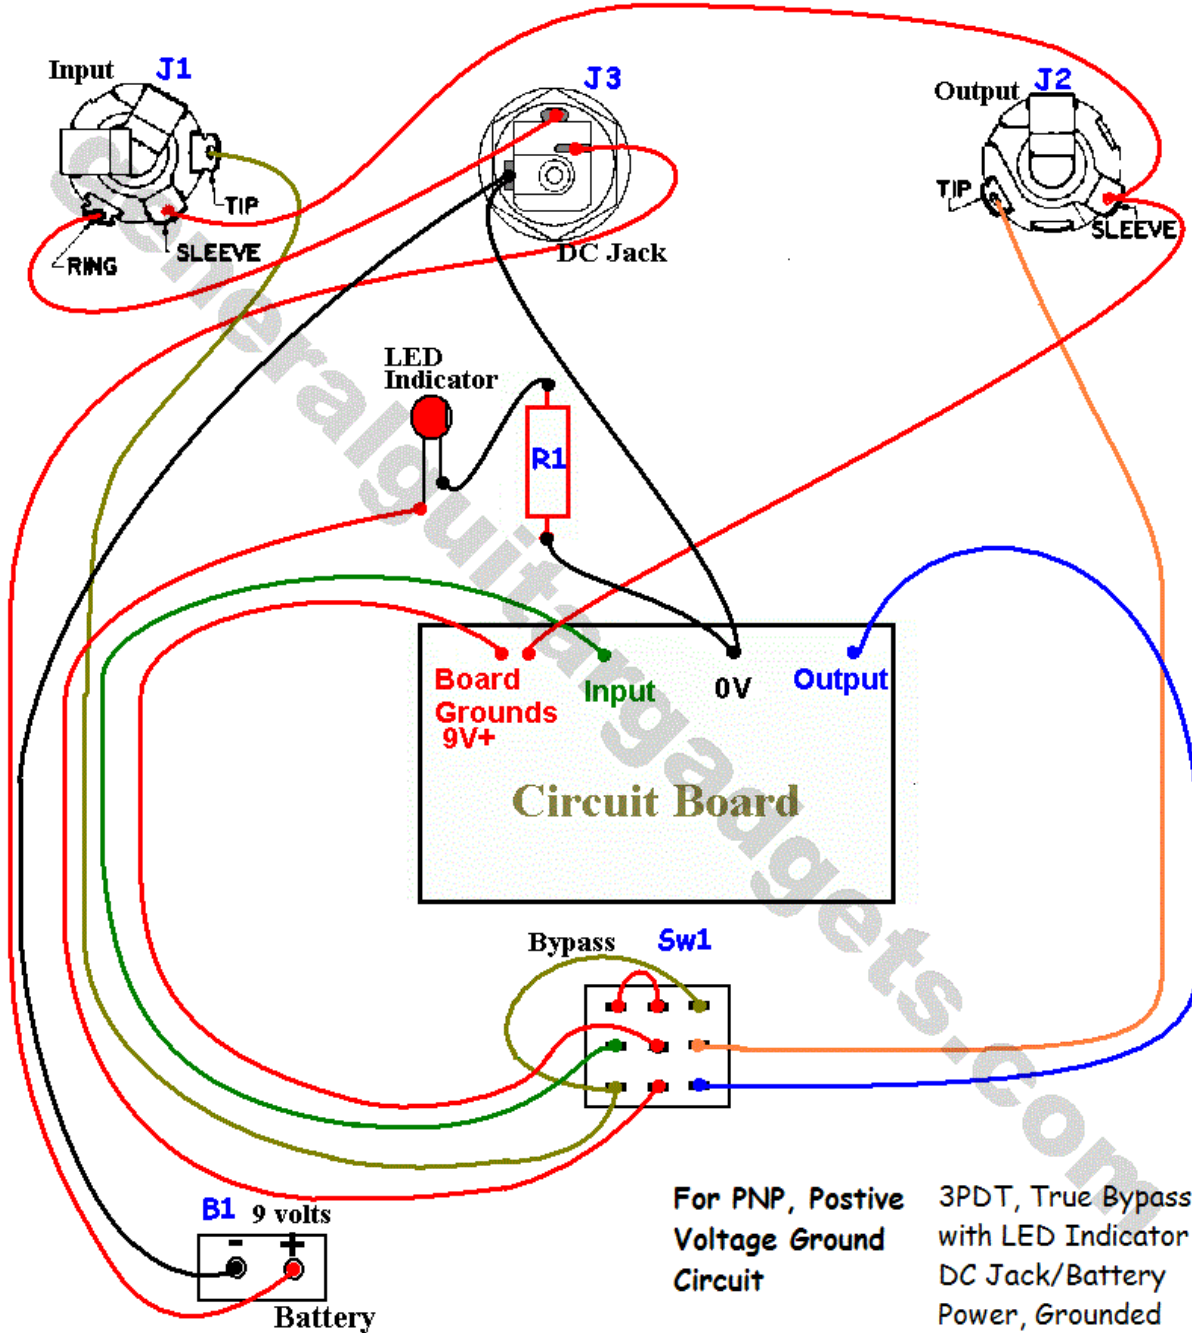 Input
J1
J3
Output
J2
TIP
SLEEVE
RING
DC Jack
TIP
SLEEVE
LED
Indicator
R1
Board
Grounds
9V+
Input
0V
Output
Circuit Board
Bypass
Sw1
B1
9 volts
- +
Battery
For PNP, Postive
Voltage Ground
Circuit
3PDT, True Bypass
with LED Indicator
DC Jack/Battery
Power, Grounded
generalguitargadgets.com